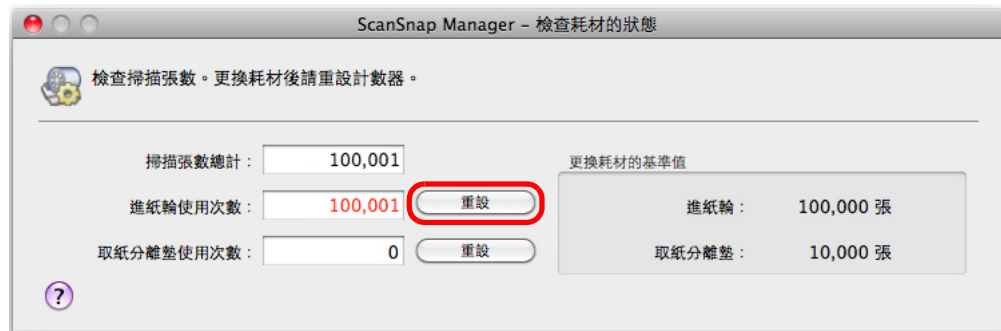 ScanSnap Manager – 檢查耗材的狀態
檢查掃描張數。更換耗材後請重設計數器。
掃描張數總計： 100,001
進紙輪使用次數： 100,001 重設
取紙分離墊使用次數： 0 重設
更換耗材的基準值
進紙輪： 100,000 張
取紙分離墊： 10,000 張
?